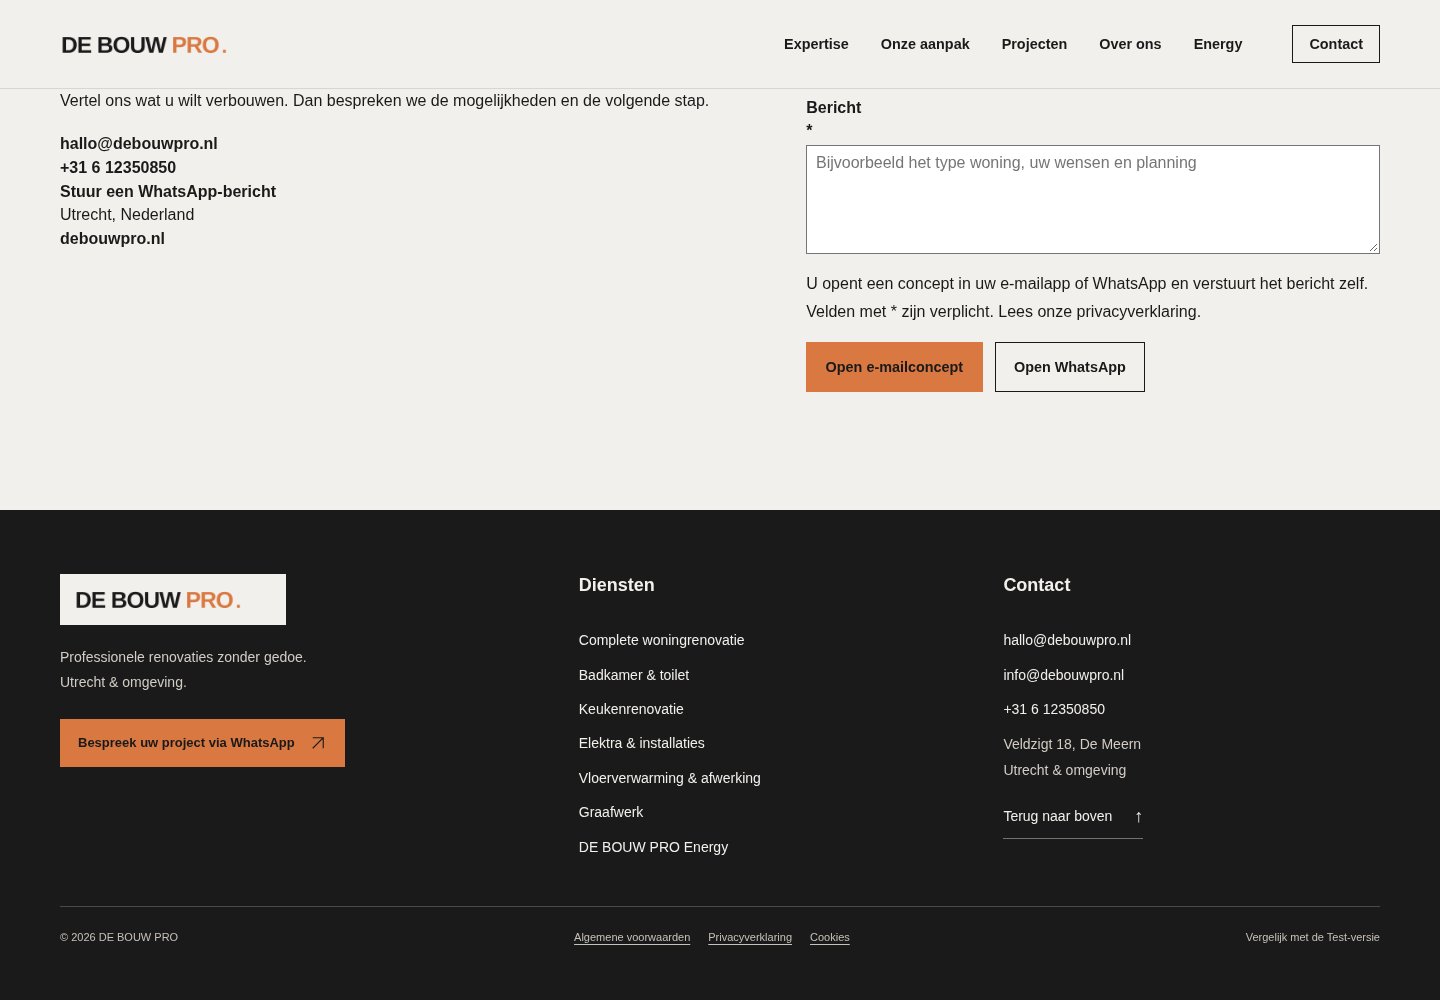 DE BOUW PRO.
Expertise
Onze aanpak
Projecten
Over ons
Energy
Contact
Vertel ons wat u wilt verbouwen. Dan bespreken we de mogelijkheden en de volgende stap.
hallo@debouwpro.nl
+31 6 12350850
Stuur een WhatsApp-bericht
Utrecht, Nederland
debouwpro.nl
Bericht
*
Bijvoorbeeld het type woning, uw wensen en planning
U opent een concept in uw e-mailapp of WhatsApp en verstuurt het bericht zelf.
Velden met * zijn verplicht. Lees onze privacyverklaring.
Open e-mailconcept
Open WhatsApp
DE BOUW PRO.
Professionele renovaties zonder gedoe.
Utrecht & omgeving.
Bespreek uw project via WhatsApp
Diensten
Complete woningrenovatie
Badkamer & toilet
Keukenrenovatie
Elektra & installaties
Vloerverwarming & afwerking
Graafwerk
DE BOUW PRO Energy
Contact
hallo@debouwpro.nl
info@debouwpro.nl
+31 6 12350850
Veldzigt 18, De Meern
Utrecht & omgeving
Terug naar boven ↑
© 2026 DE BOUW PRO
Algemene voorwaarden
Privacyverklaring
Cookies
Vergelijk met de Test-versie